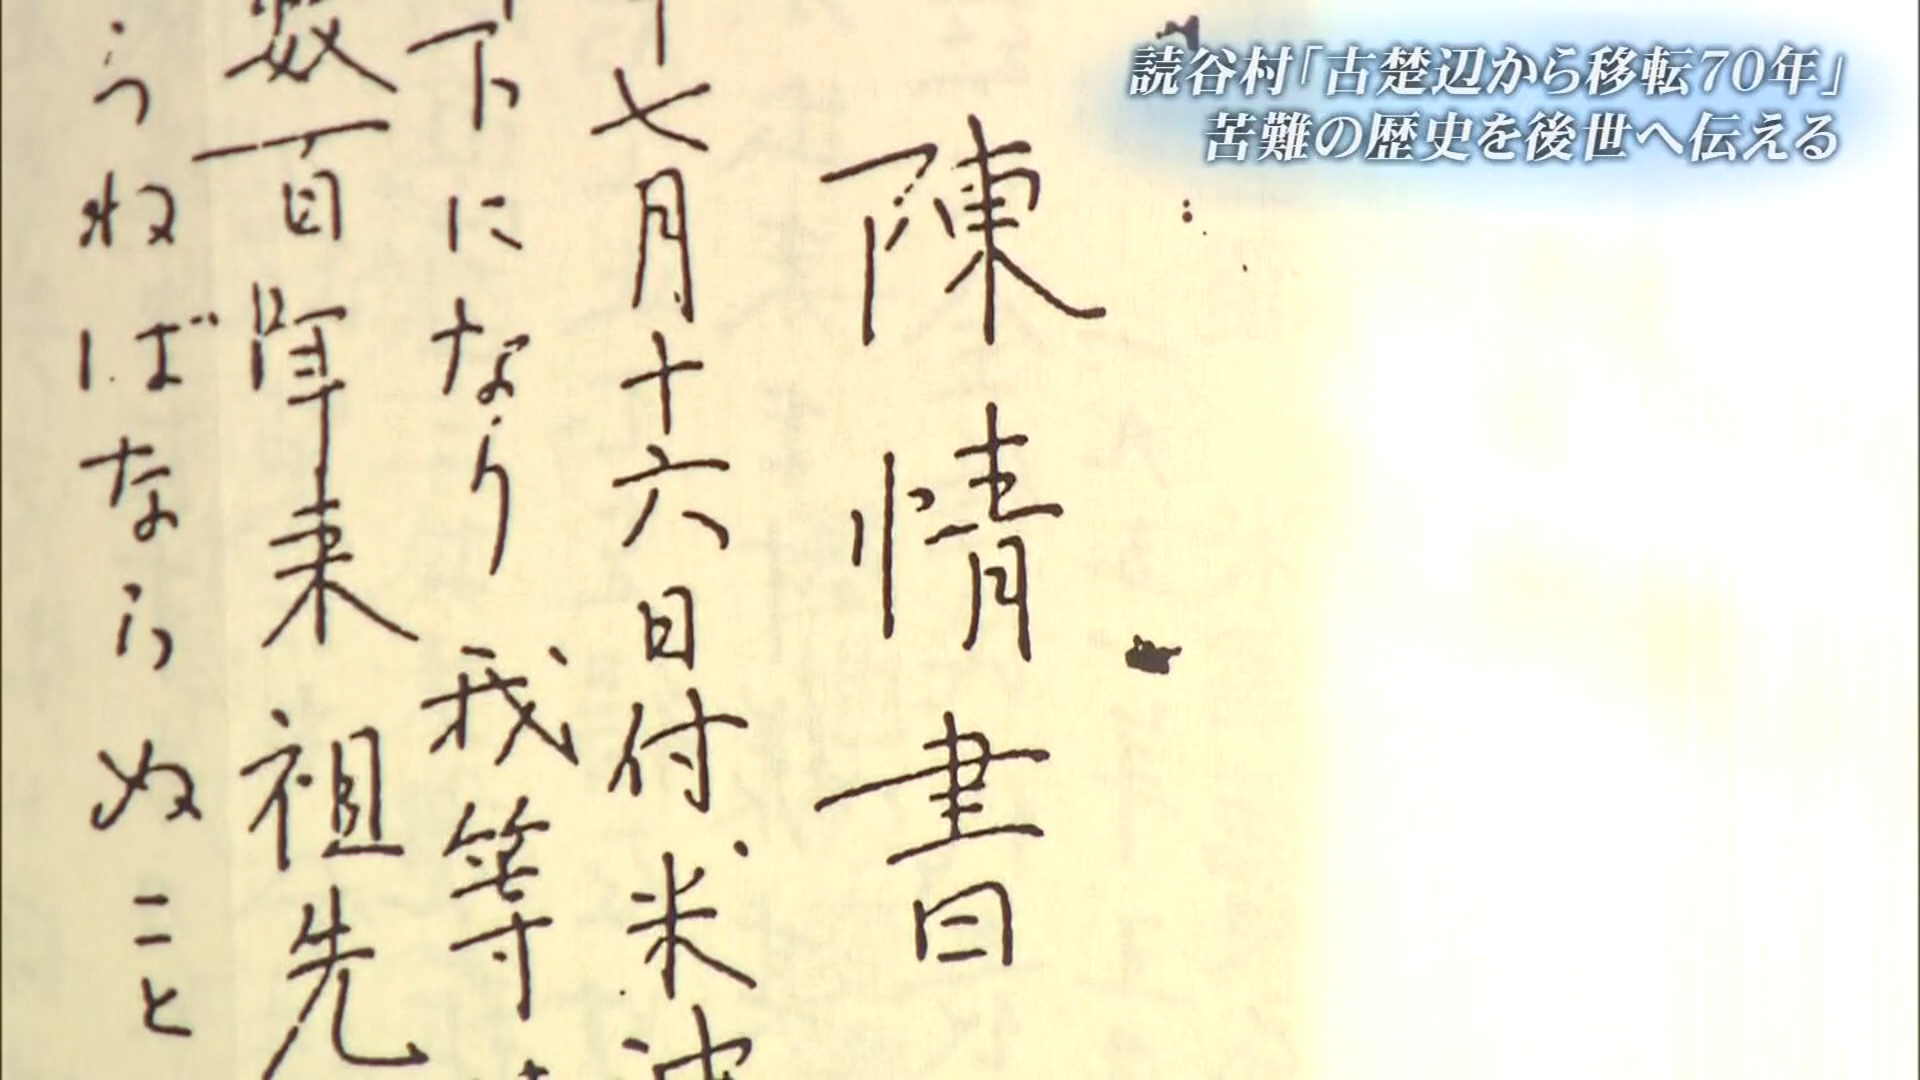 読谷村「古楚辺から移転70年」
苦難の歴史を後世へ伝える
陳情書
七月十六日付、米
下になり我等
数百年来祖先
うねばならぬこと